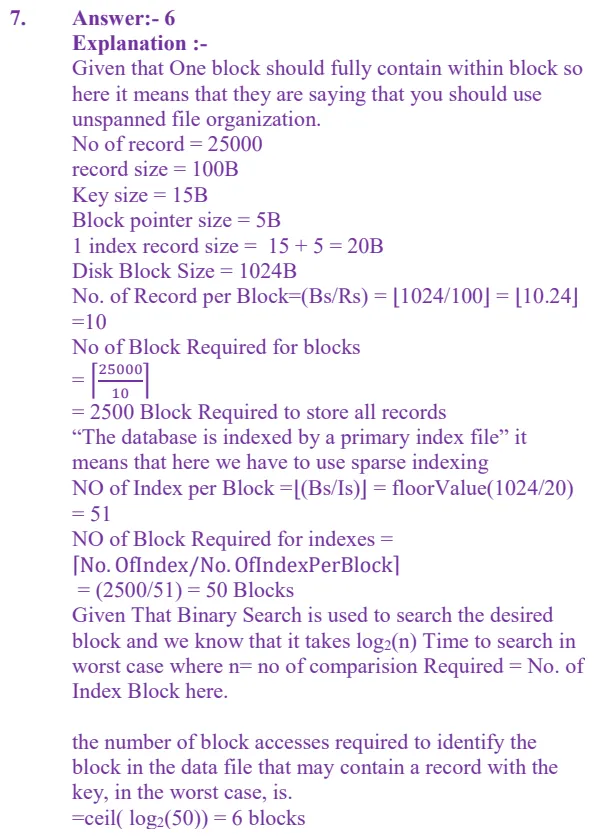 7. Answer:- 6
Explanation :-
Given that One block should fully contain within block so
here it means that they are saying that you should use
unspanned file organization.
No of record = 25000
record size = 100B
Key size = 15B
Block pointer size = 5B
1 index record size =  15 + 5 = 20B
Disk Block Size = 1024B
No. of Record per Block=(Bs/Rs) = ⌊1024/100⌋ = ⌊10.24⌋
=10
No of Block Required for blocks
= ⌈25000/10⌉
= 2500 Block Required to store all records
“The database is indexed by a primary index file” it
means that here we have to use sparse indexing
NO of Index per Block =⌊(Bs/Is)⌋ = floorValue(1024/20)
= 51
NO of Block Required for indexes =
⌈No. OfIndex/No. OfIndexPerBlock⌉
= (2500/51) = 50 Blocks
Given That Binary Search is used to search the desired
block and we know that it takes log₂(n) Time to search in
worst case where n= no of comparision Required = No. of
Index Block here.
the number of block accesses required to identify the
block in the data file that may contain a record with the
key, in the worst case, is.
=ceil( log₂(50)) = 6 blocks